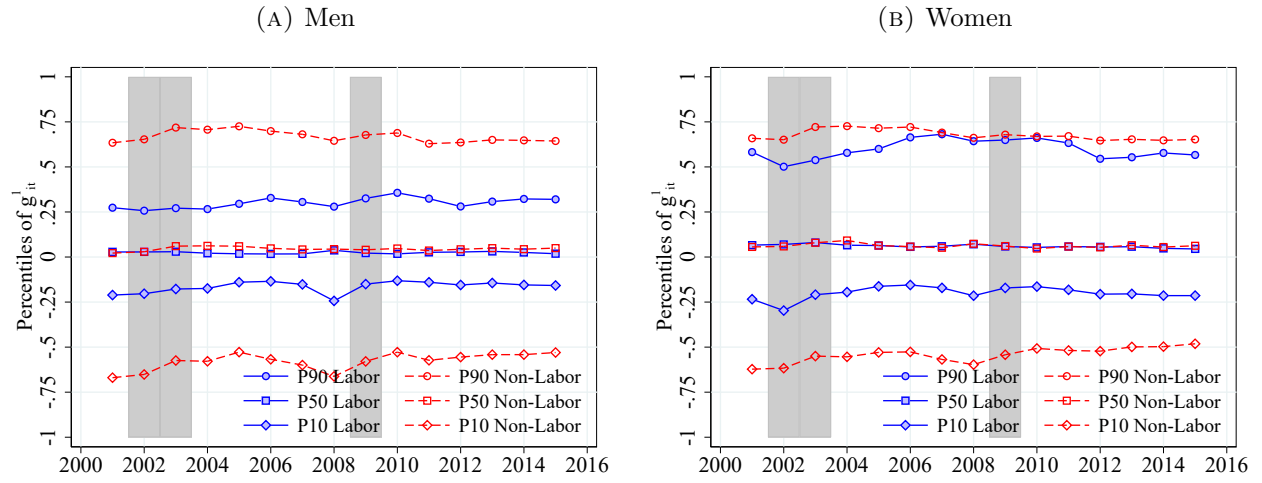 (A) Men
Percentiles of g¹ᵢₜ
1
.75
.5
.25
0
-.25
-.5
-.75
-1
P90 Labor P90 Non-Labor
P50 Labor P50 Non-Labor
P10 Labor P10 Non-Labor
2000 2002 2004 2006 2008 2010 2012 2014 2016
(B) Women
Percentiles of g¹ᵢₜ
1
.75
.5
.25
0
-.25
-.5
-.75
-1
P90 Labor P90 Non-Labor
P50 Labor P50 Non-Labor
P10 Labor P10 Non-Labor
2000 2002 2004 2006 2008 2010 2012 2014 2016